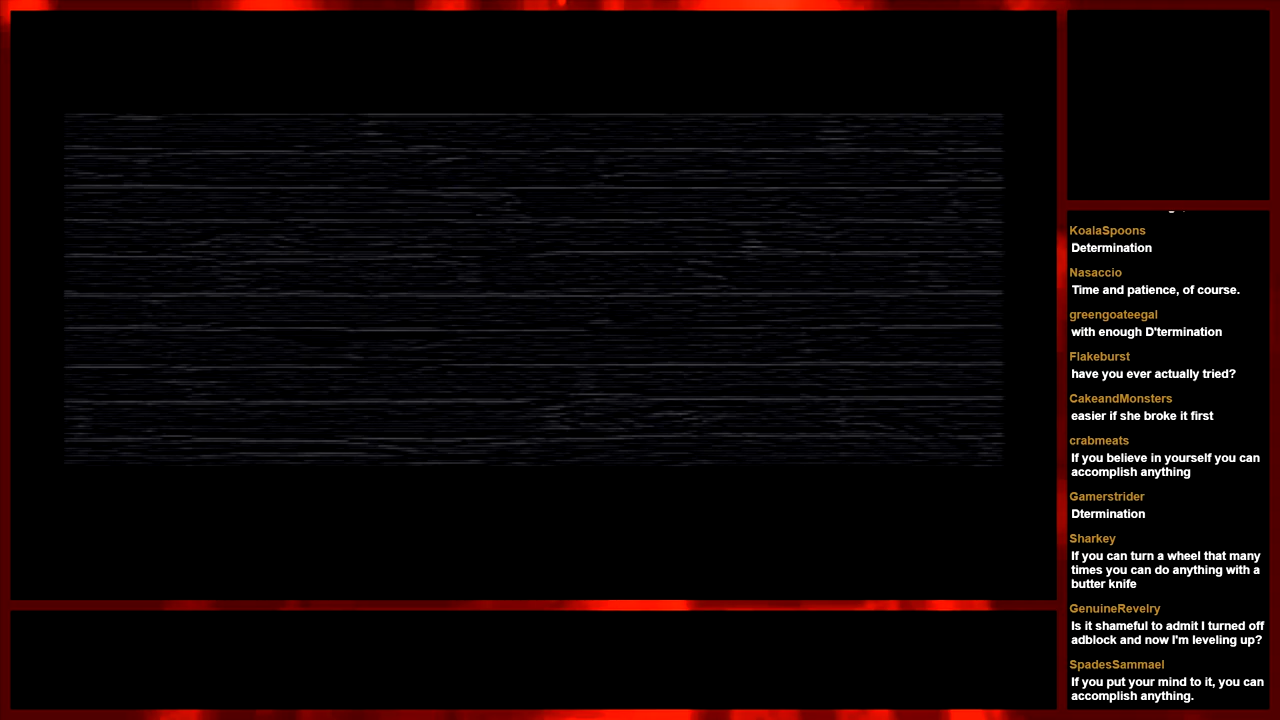 KoalaSpoons
Determination
Nasaccio
Time and patience, of course.
greengoateegal
with enough D'termination
Flakeburst
have you ever actually tried?
CakeandMonsters
easier if she broke it first
crabmeats
If you believe in yourself you can
accomplish anything
Gamerstrider
Dtermination
Sharkey
If you can turn a wheel that many
times you can do anything with a
butter knife
GenuineRevelry
Is it shameful to admit I turned off
adblock and now I'm leveling up?
SpadesSammael
If you put your mind to it, you can
accomplish anything.